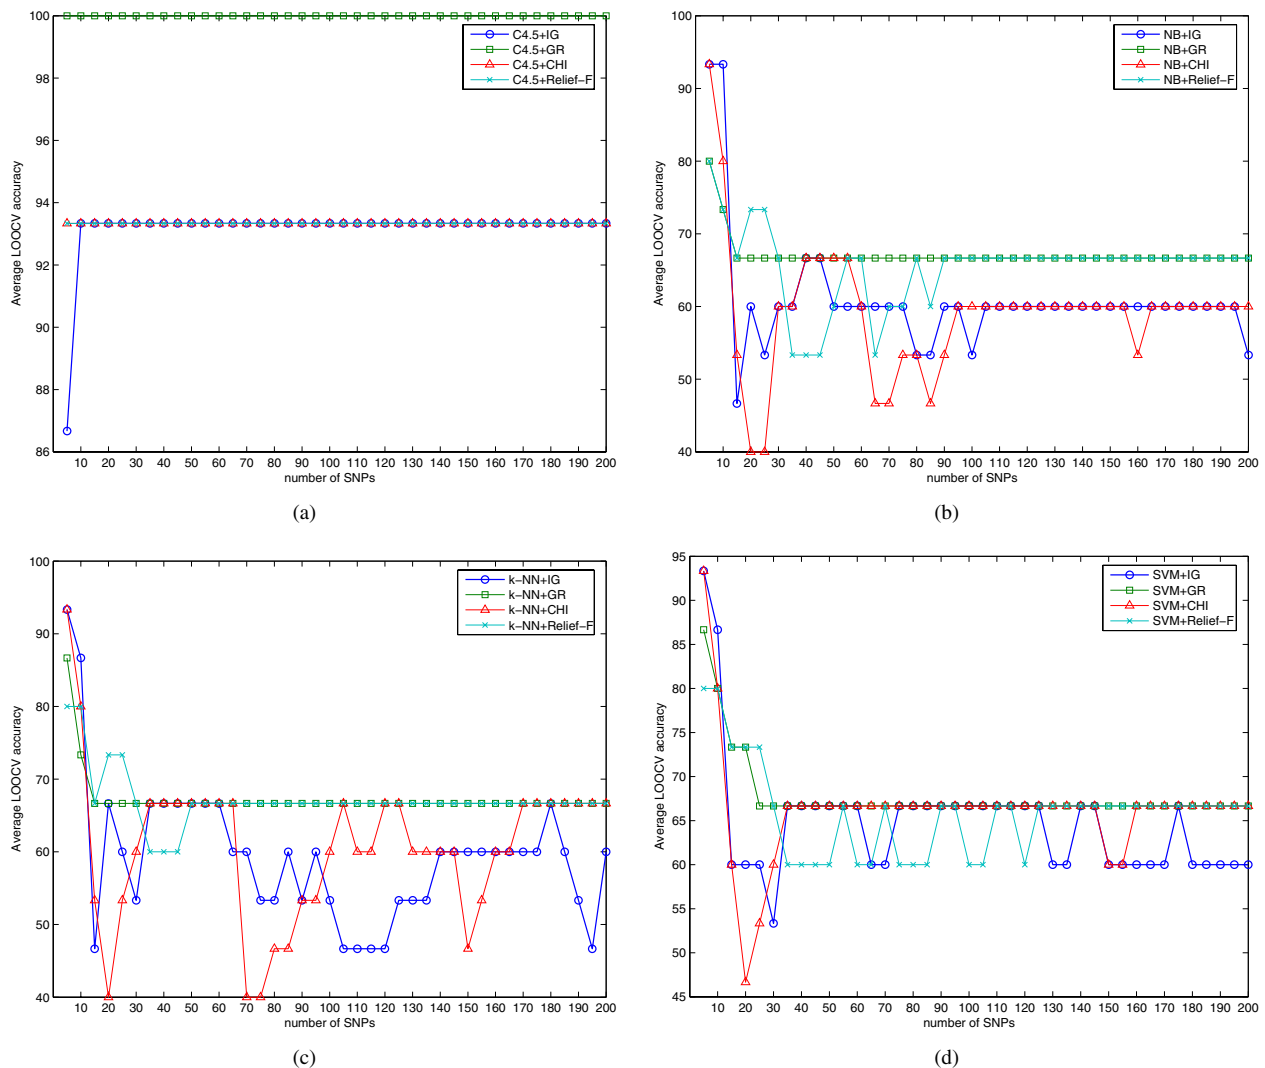 100
98
96
94
92
90
88
86
Average LOOCV accuracy
C4.5+IG
C4.5+GR
C4.5+CHI
C4.5+Relief−F
10 20 30 40 50 60 70 80 90 100 110 120 130 140 150 160 170 180 190 200
number of SNPs
(a)
100
90
80
70
60
50
40
Average LOOCV accuracy
NB+IG
NB+GR
NB+CHI
NB+Relief−F
10 20 30 40 50 60 70 80 90 100 110 120 130 140 150 160 170 180 190 200
number of SNPs
(b)
100
90
80
70
60
50
40
Average LOOCV accuracy
k−NN+IG
k−NN+GR
k−NN+CHI
k−NN+Relief−F
10 20 30 40 50 60 70 80 90 100 110 120 130 140 150 160 170 180 190 200
number of SNPs
(c)
95
90
85
80
75
70
65
60
55
50
45
Average LOOCV accuracy
SVM+IG
SVM+GR
SVM+CHI
SVM+Relief−F
10 20 30 40 50 60 70 80 90 100 110 120 130 140 150 160 170 180 190 200
number of SNPs
(d)